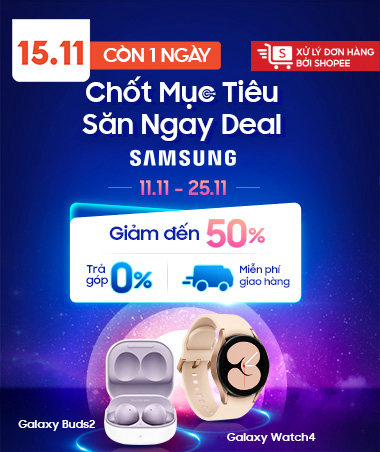 15.11
CÒN 1 NGÀY
S
XỬ LÝ ĐƠN HÀNG
BỞI SHOPEE
Chốt Mục Tiêu
Săn Ngay Deal
SAMSUNG
11.11 - 25.11
Giảm đến 50%
Trả
góp
0%
Miễn phí
giao hàng
Galaxy Buds2
Galaxy Watch4